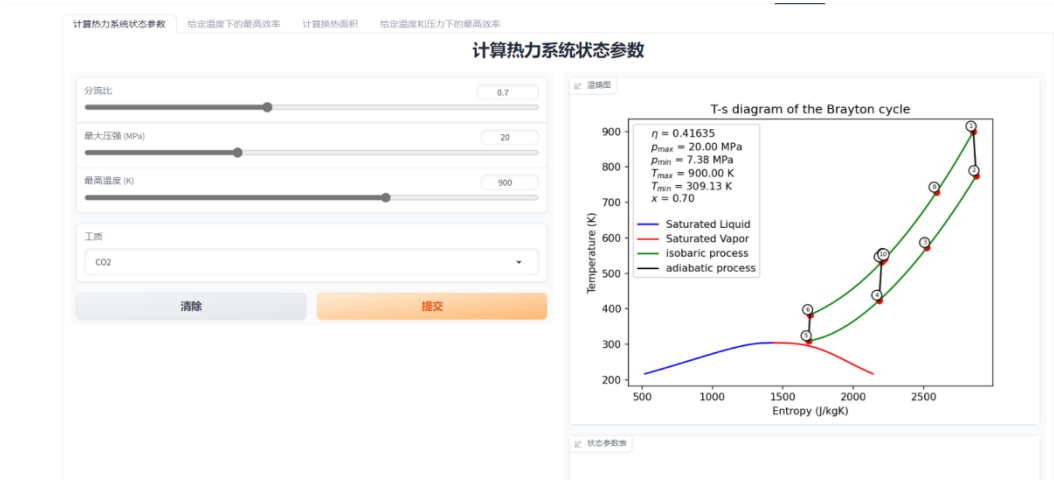 计算热力系统状态参数 给定温度下的最高效率 计算换热面积 给定温度和压力下的最高效率
计算热力系统状态参数
分流比
0.7
最大压强 (MPa)
20
最高温度 (K)
900
工质
CO2
清除
提交
温熵图
T-s diagram of the Brayton cycle
η = 0.41635
pmax = 20.00 MPa
pmin = 7.38 MPa
Tmax = 900.00 K
Tmin = 309.13 K
x = 0.70
Saturated Liquid
Saturated Vapor
isobaric process
adiabatic process
Temperature (K)
900
800
700
600
500
400
300
200
1
2
8
3
10
4
6
5
500 1000 1500 2000 2500
Entropy (J/kgK)
状态参数表